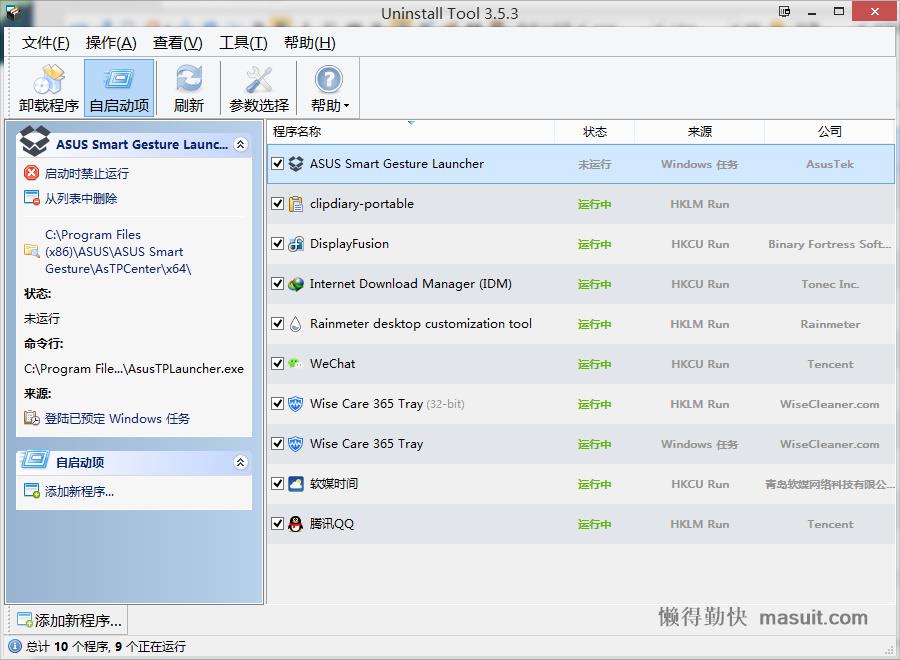 Uninstall Tool 3.5.3
文件(F) 操作(A) 查看(V) 工具(T) 帮助(H)
卸载程序 自启动项 刷新 参数选择 帮助
ASUS Smart Gesture Launc...
启动时禁止运行
从列表中删除
C:\Program Files
(x86)\ASUS\ASUS Smart
Gesture\AsTPCenter\x64\
状态:
未运行
命令行:
C:\Program File...\AsusTPLauncher.exe
来源:
登陆已预定 Windows 任务
自启动项
添加新程序...
程序名称 状态 来源 公司
ASUS Smart Gesture Launcher 未运行 Windows 任务 AsusTek
clipdiary-portable 运行中 HKLM Run
DisplayFusion 运行中 HKCU Run Binary Fortress Soft...
Internet Download Manager (IDM) 运行中 HKCU Run Tonec Inc.
Rainmeter desktop customization tool 运行中 HKLM Run Rainmeter
WeChat 运行中 HKCU Run Tencent
Wise Care 365 Tray (32-bit) 运行中 HKLM Run WiseCleaner.com
Wise Care 365 Tray 运行中 Windows 任务 WiseCleaner.com
软媒时间 运行中 HKCU Run 青岛软媒网络科技有限公...
腾讯QQ 运行中 HKLM Run Tencent
添加新程序...
懒得勤快 masuit.com
总计 10 个程序, 9 个正在运行